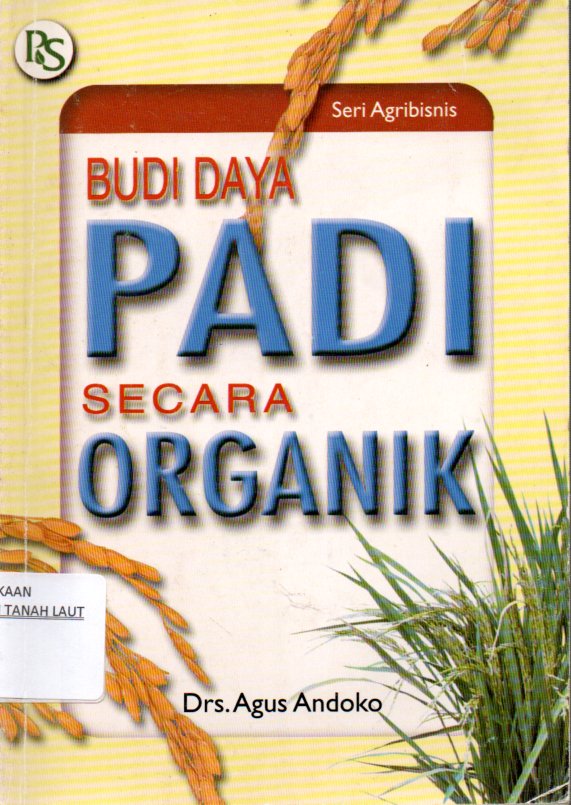 PS
Seri Agribisnis
BUDI DAYA
PADI
SECARA
ORGANIK
KAAN
TANAH LAUT
Drs. Agus Andoko